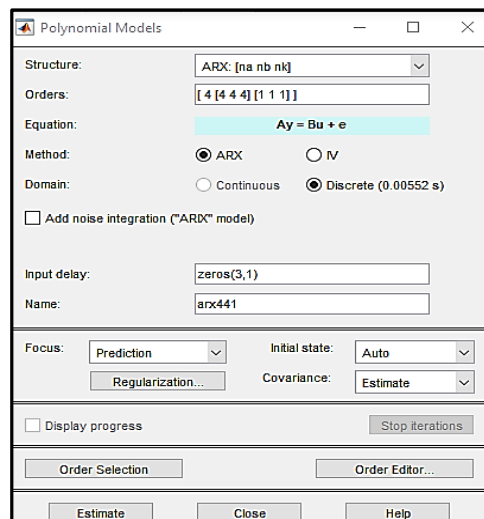 Polynomial Models
Structure: ARX: [na nb nk]
Orders: [ 4 [4 4 4] [1 1 1] ]
Equation: Ay = Bu + e
Method: ARX IV
Domain: Continuous Discrete (0.00552 s)
Add noise integration ("ARIX" model)
Input delay: zeros(3,1)
Name: arx441
Focus: Prediction Initial state: Auto
Regularization... Covariance: Estimate
Display progress Stop iterations
Order Selection Order Editor...
Estimate Close Help